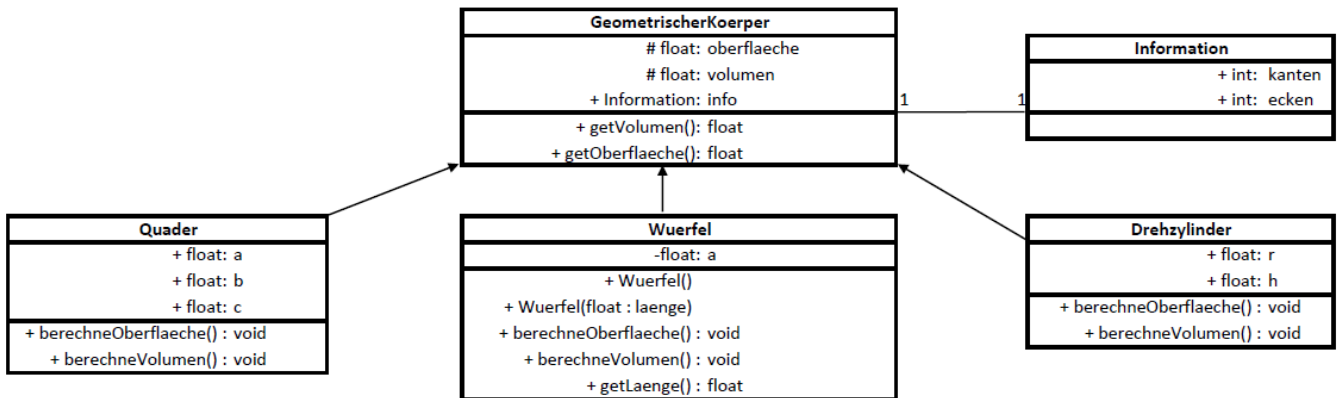 GeometrischerKoerper
# float: oberflaeche
# float: volumen
+ Information: info
+ getVolumen(): float
+ getOberflaeche(): float
1
1
Information
+ int: kanten
+ int: ecken
Quader
+ float: a
+ float: b
+ float: c
+ berechneOberflaeche() : void
+ berechneVolumen() : void
Wuerfel
-float: a
+ Wuerfel()
+ Wuerfel(float : laenge)
+ berechneOberflaeche() : void
+ berechneVolumen() : void
+ getLaenge() : float
Drehzylinder
+ float: r
+ float: h
+ berechneOberflaeche() : void
+ berechneVolumen() : void